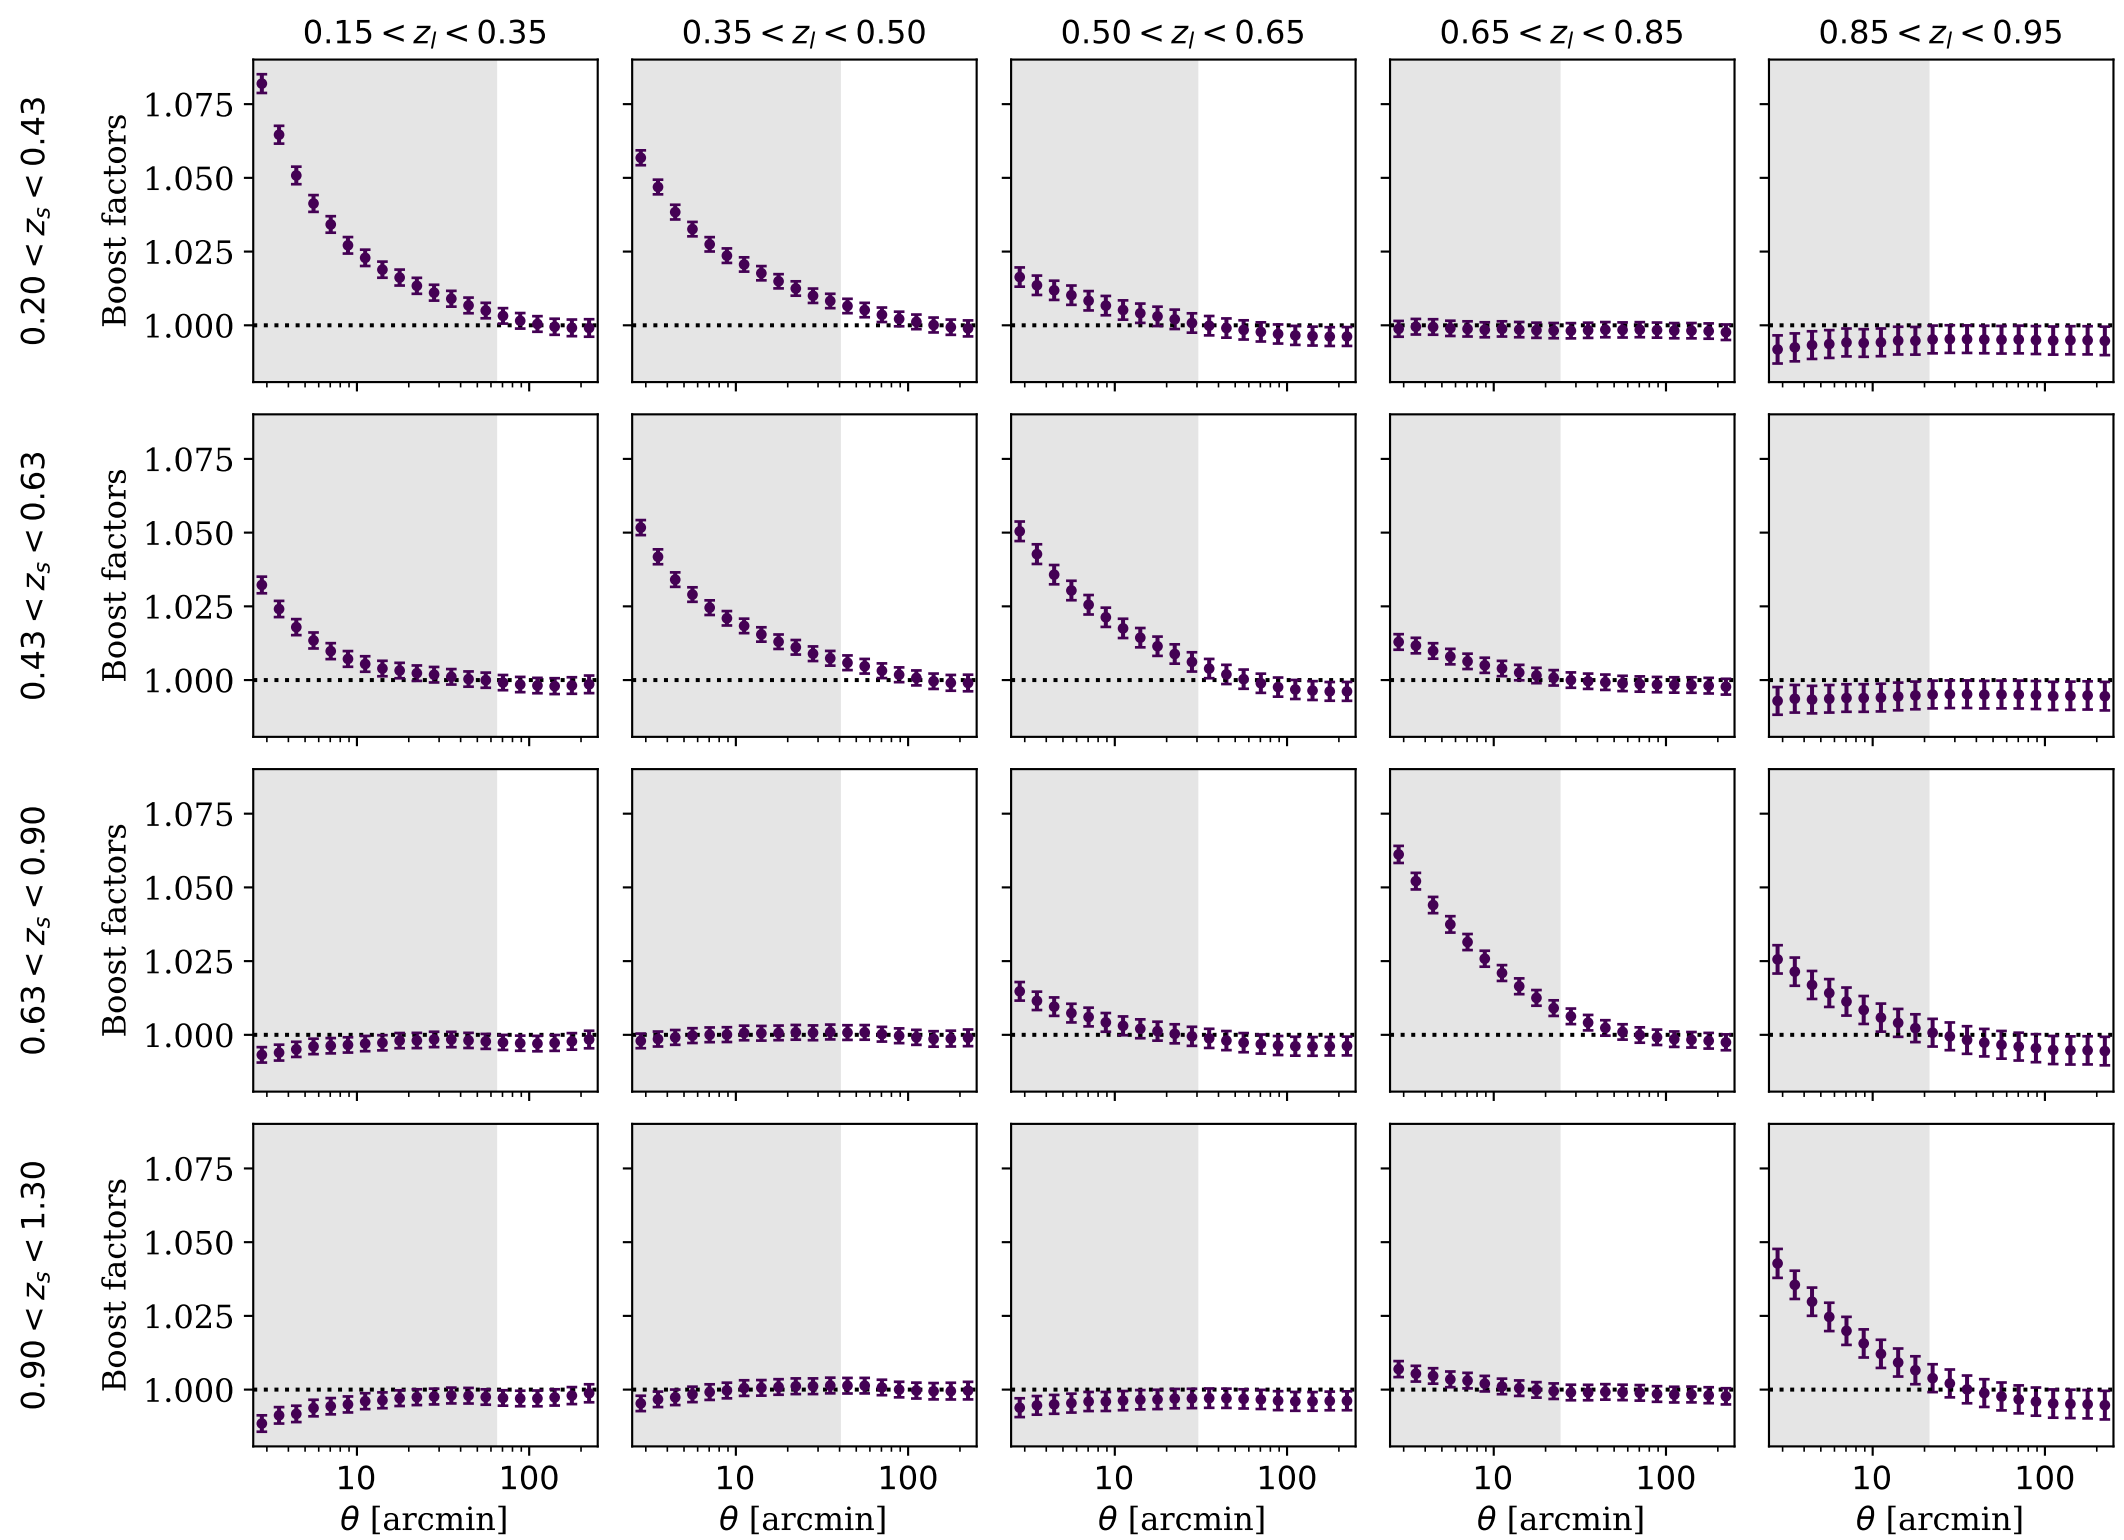 0.15 < z_l < 0.35 0.35 < z_l < 0.50 0.50 < z_l < 0.65 0.65 < z_l < 0.85 0.85 < z_l < 0.95
0.20 < z_s < 0.43
Boost factors
1.075
1.050
1.025
1.000
0.43 < z_s < 0.63
Boost factors
1.075
1.050
1.025
1.000
0.63 < z_s < 0.90
Boost factors
1.075
1.050
1.025
1.000
0.90 < z_s < 1.30
Boost factors
1.075
1.050
1.025
1.000
10 100 10 100 10 100 10 100 10 100
θ [arcmin] θ [arcmin] θ [arcmin] θ [arcmin] θ [arcmin]